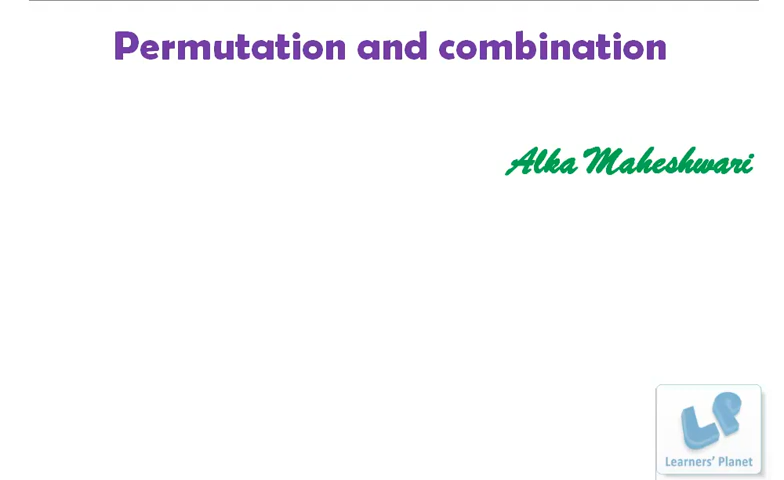 Permutation and combination
Alka Maheshwari
LP
Learners' Planet